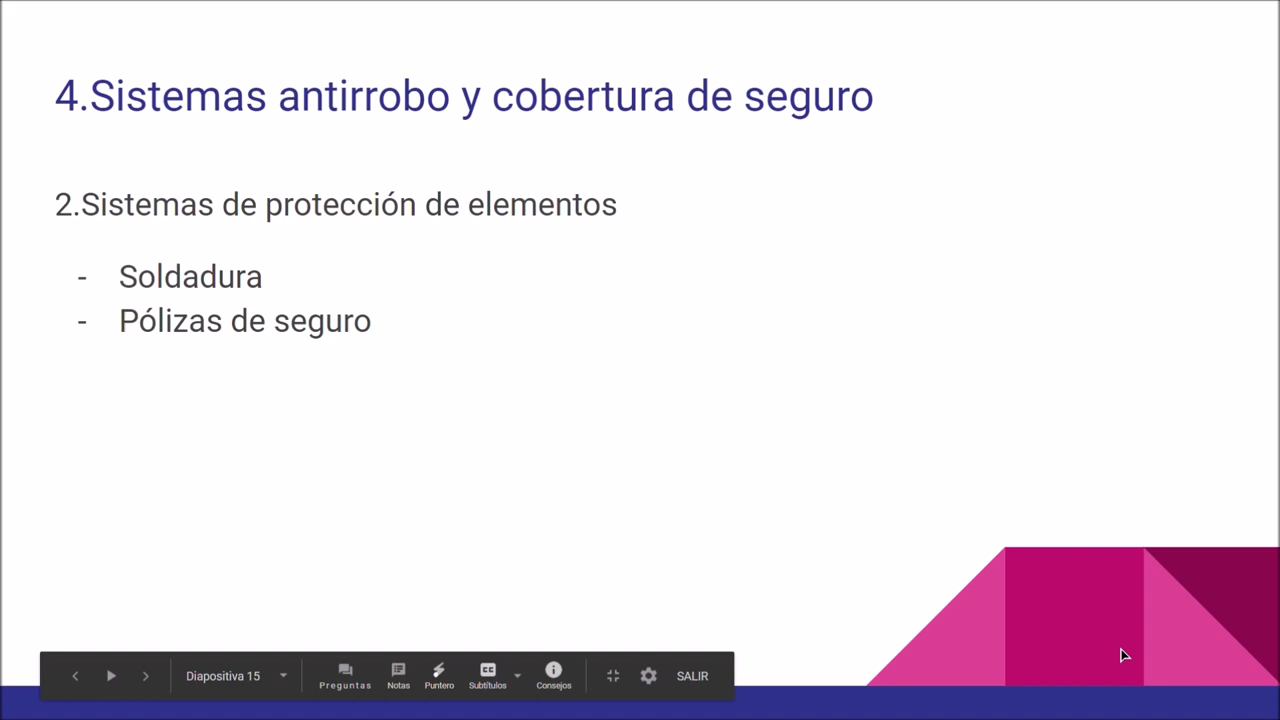 4.Sistemas antirrobo y cobertura de seguro
2.Sistemas de protección de elementos
- Soldadura
- Pólizas de seguro
Diapositiva 15
Preguntas
Notas
Puntero
Subtítulos
Consejos
SALIR